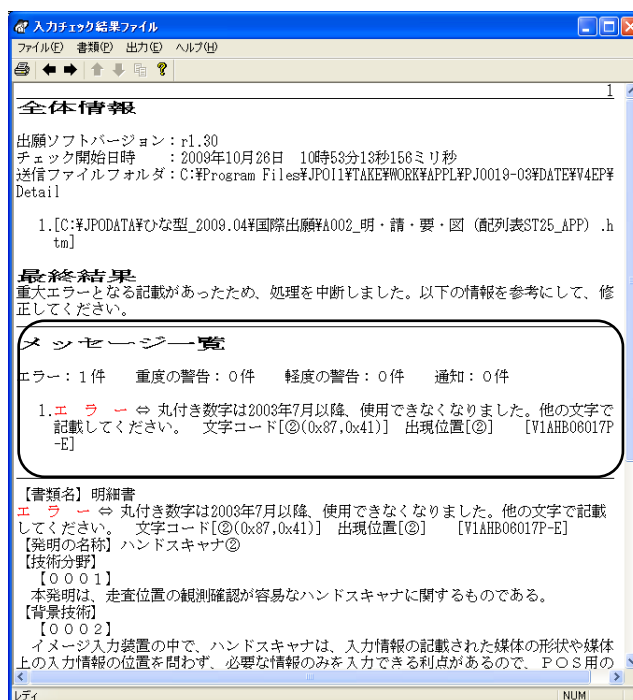 入力チェック結果ファイル
ファイル(F) 書類(P) 出力(E) ヘルプ(H)
1
全体情報
出願ソフトバージョン：r1.30
チェック開始日時　　：2009年10月26日　10時53分13秒156ミリ秒
送信ファイルフォルダ：C:¥Program Files¥JPOI1¥TAKE¥WORK¥APPL¥PJ0019-03¥DATE¥V4EP¥
Detail
1.[C:¥JPODATA¥ひな型_2009.04¥国際出願¥A002_明・請・要・図（配列表ST25_APP）.h
tm]
最終結果
重大エラーとなる記載があったため、処理を中断しました。以下の情報を参考にして、修
正してください。
メッセージ一覧
エラー：1件　　重度の警告：0件　　軽度の警告：0件　　通知：0件
1.エ ラ ー ⇔ 丸付き数字は2003年7月以降、使用できなくなりました。他の文字で
記載してください。　文字コード[②(0x87,0x41)]　出現位置[②]　　[V1AHB06017P
-E]
【書類名】明細書
エ ラ ー ⇔ 丸付き数字は2003年7月以降、使用できなくなりました。他の文字で記載
してください。　文字コード[②(0x87,0x41)]　出現位置[②]　　[V1AHB06017P-E]
【発明の名称】ハンドスキャナ②
【技術分野】
【０００１】
本発明は、走査位置の観測確認が容易なハンドスキャナに関するものである。
【背景技術】
【０００２】
イメージ入力装置の中で、ハンドスキャナは、入力情報の記載された媒体の形状や媒体
上の入力情報の位置を問わず、必要な情報のみを入力できる利点があるので、ＰＯＳ用の
レディ
NUM